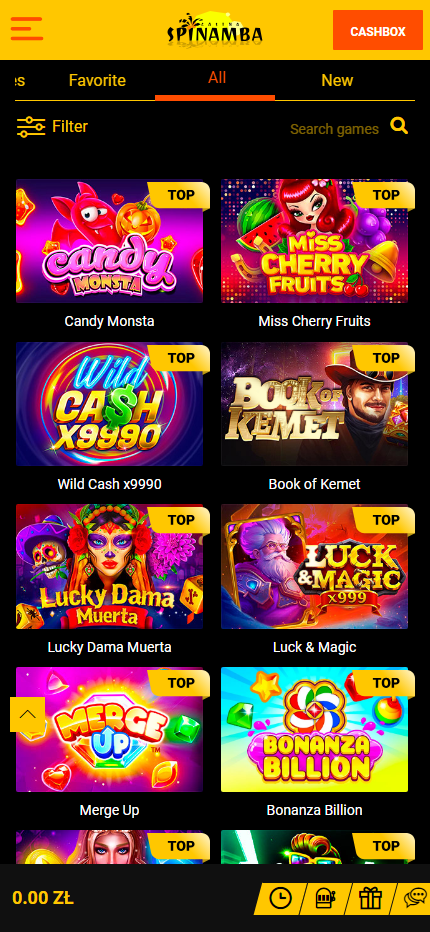 CASINO
SPINAMBA
CASHBOX
es
Favorite
All
New
Filter
Search games
TOP
TOP
candy
MONSTA
MISS
CHERRY
FRUITS
Candy Monsta
Miss Cherry Fruits
TOP
TOP
Wild
CA$H
X9990
BOOK OF
KEMET
Wild Cash x9990
Book of Kemet
TOP
TOP
Lucky Dama
Muerta
LUCK
&MAGIC
X999
Lucky Dama Muerta
Luck & Magic
TOP
TOP
MERGE
UP
TM
BONANZA
BILLION
Merge Up
Bonanza Billion
TOP
TOP
0.00 ZŁ